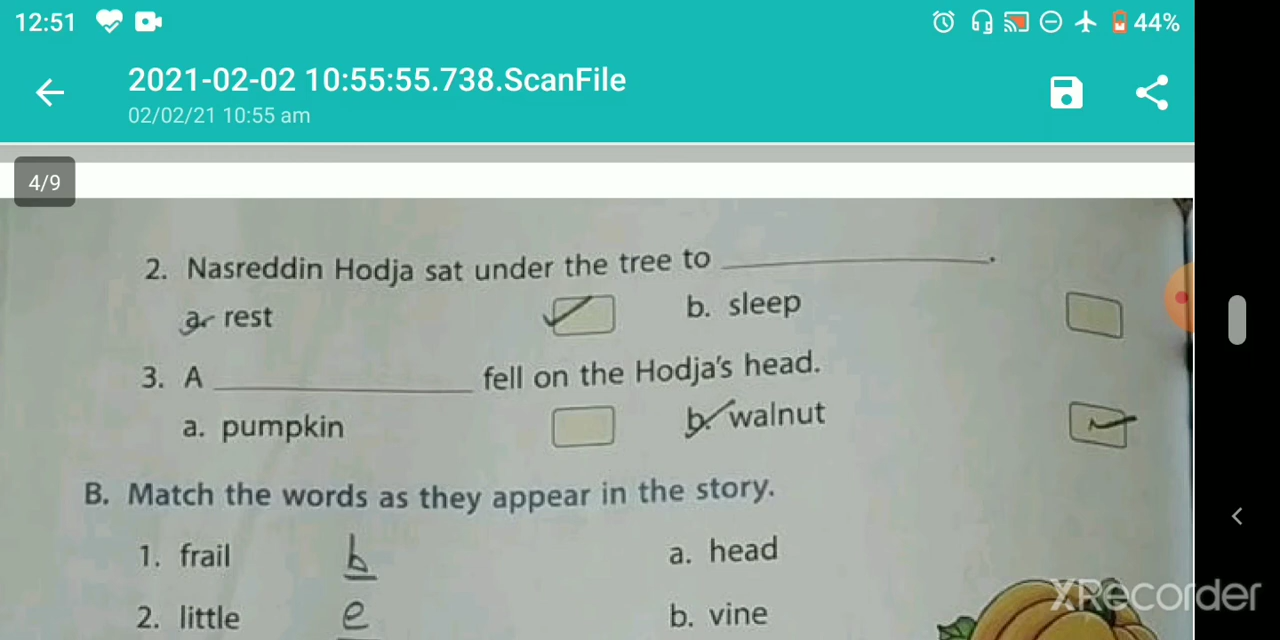 12:51 44%
2021-02-02 10:55:55.738.ScanFile
02/02/21 10:55 am
4/9
2. Nasreddin Hodja sat under the tree to ____________.
a. rest b. sleep
3. A ____________ fell on the Hodja's head.
a. pumpkin b. walnut
B. Match the words as they appear in the story.
1. frail b a. head
2. little e b. vine
XRecorder